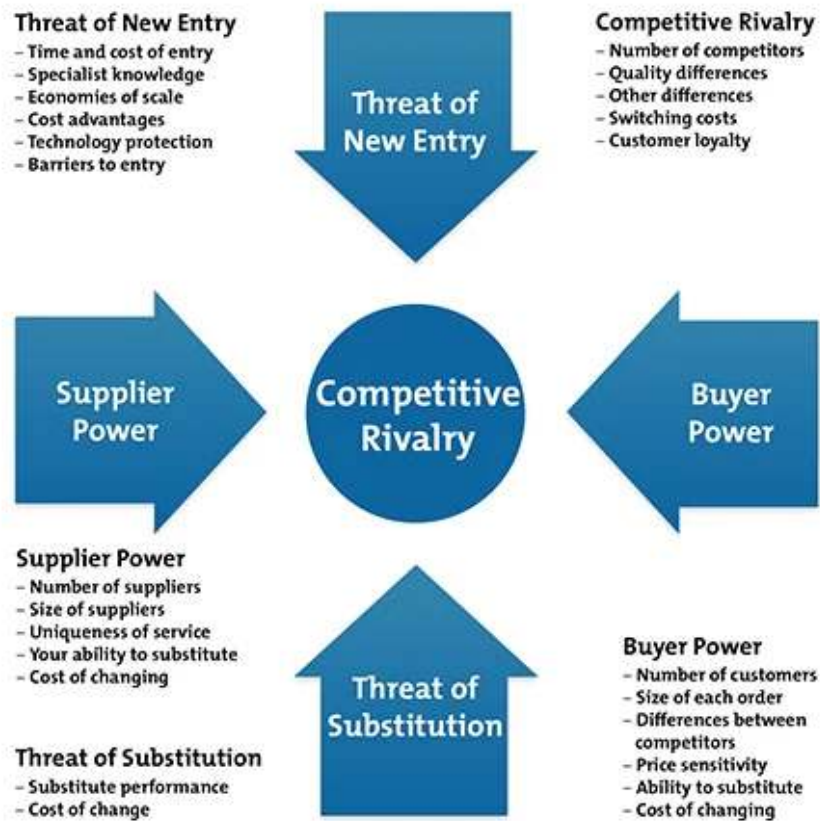 Threat of New Entry
– Time and cost of entry
– Specialist knowledge
– Economies of scale
– Cost advantages
– Technology protection
– Barriers to entry
Threat of
New Entry
Competitive Rivalry
– Number of competitors
– Quality differences
– Other differences
– Switching costs
– Customer loyalty
Supplier
Power
Competitive
Rivalry
Buyer
Power
Supplier Power
– Number of suppliers
– Size of suppliers
– Uniqueness of service
– Your ability to substitute
– Cost of changing
Threat of Substitution
– Substitute performance
– Cost of change
Threat of
Substitution
Buyer Power
– Number of customers
– Size of each order
– Differences between
competitors
– Price sensitivity
– Ability to substitute
– Cost of changing